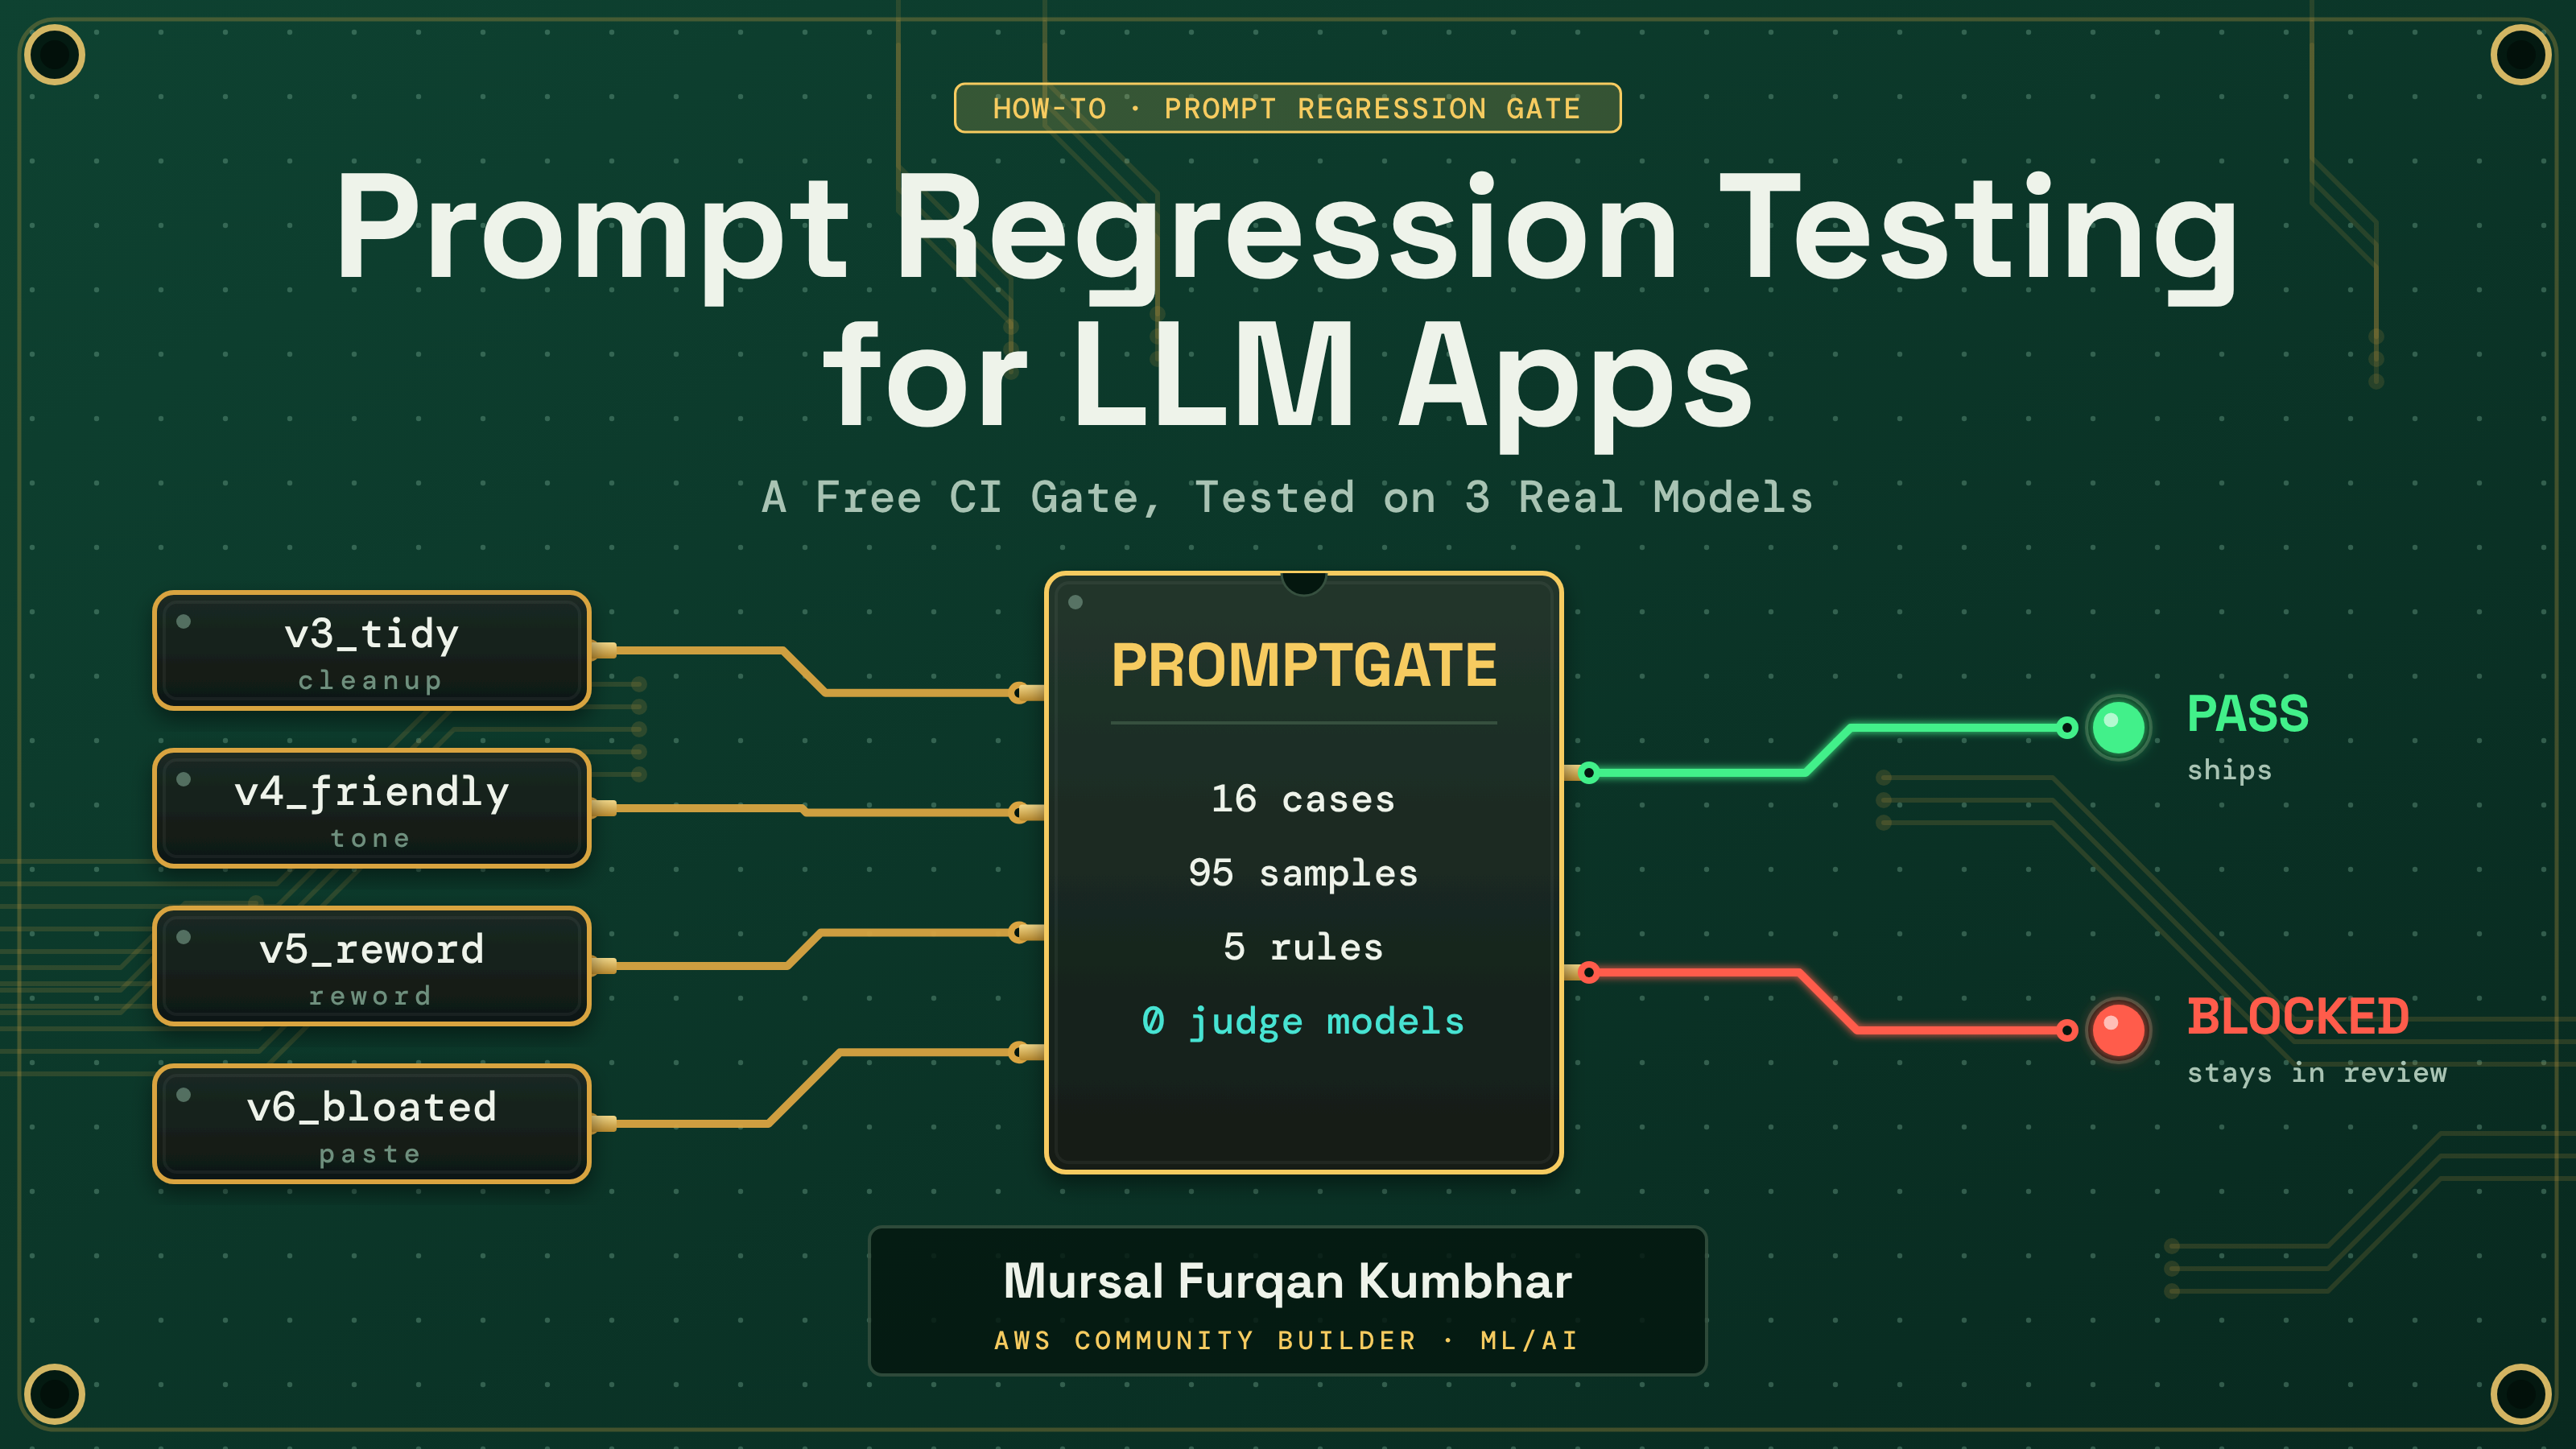 HOW-TO · PROMPT REGRESSION GATE
Prompt Regression Testing
for LLM Apps
A Free CI Gate, Tested on 3 Real Models
v3_tidy
cleanup
v4_friendly
tone
v5_reword
reword
v6_bloated
paste
PROMPTGATE
16 cases
95 samples
5 rules
0 judge models
PASS
ships
BLOCKED
stays in review
Mursal Furqan Kumbhar
AWS COMMUNITY BUILDER · ML/AI